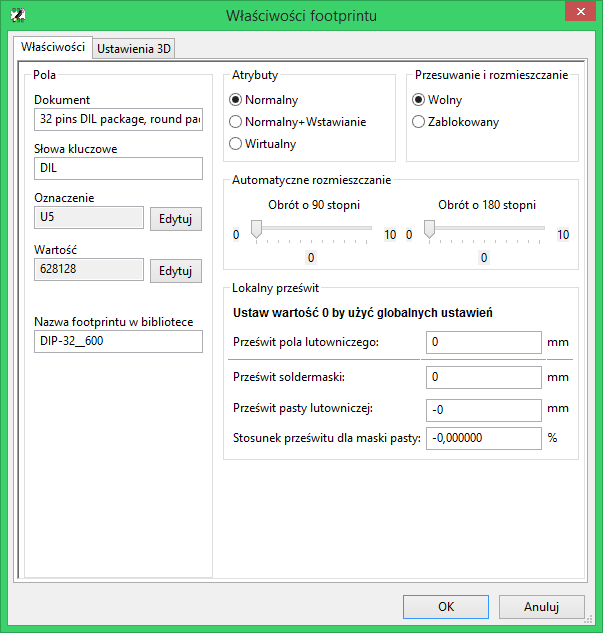 Właściwości footprintu
Właściwości
Ustawienia 3D
Pola
Dokument
32 pins DIL package, round
Słowa kluczowe
DIL
Oznaczenie
U5
Edytuj
Wartość
628128
Edytuj
Nazwa footprintu w bibliotece
DIP-32__600
Atrybuty
Normalny
Normalny+Wstawianie
Wirtualny
Przesuwanie i rozmieszczanie
Wolny
Zablokowany
Automatyczne rozmieszczanie
Obrót o 90 stopni
0
10
0
Obrót o 180 stopni
0
10
0
Lokalny prześwit
Ustaw wartość 0 by użyć globalnych ustawień
Prześwit pola lutowniczego: 0 mm
Prześwit soldermaski: 0 mm
Prześwit pasty lutowniczej: -0 mm
Stosunek prześwitu dla maski pasty: -0,000000 %
OK
Anuluj